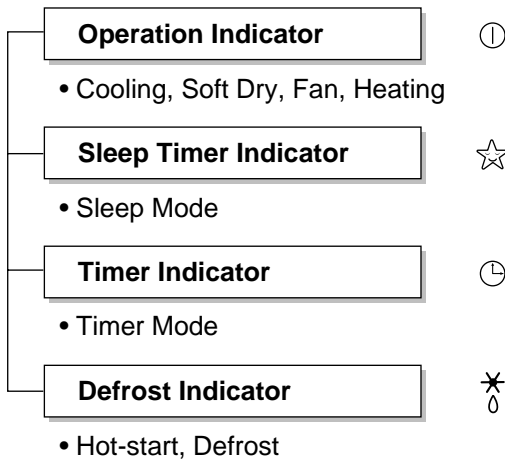 Operation Indicator
• Cooling, Soft Dry, Fan, Heating
Sleep Timer Indicator
• Sleep Mode
Timer Indicator
• Timer Mode
Defrost Indicator
• Hot-start, Defrost